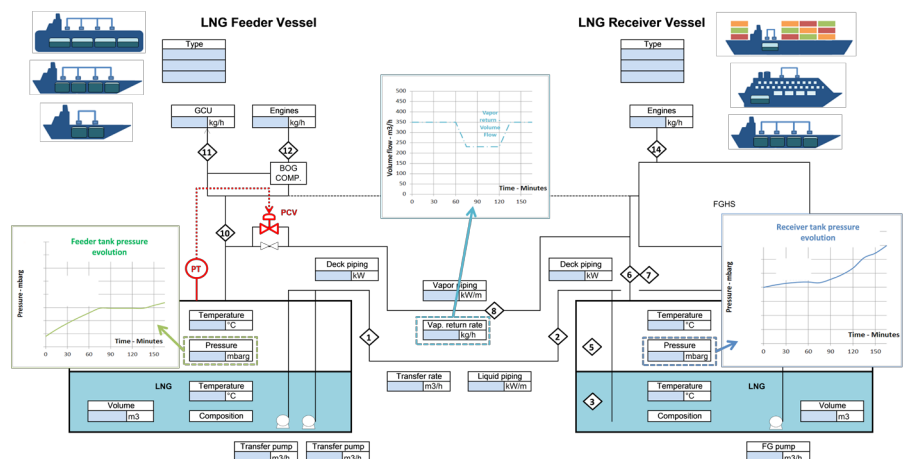 LNG Feeder Vessel
LNG Receiver Vessel
Type
Type
GCU
kg/h
Engines
kg/h
Engines
kg/h
11
12
14
BOG
COMP.
500
450
400
350
300
250
200
150
100
50
0
Volumeflow - m3/h
Vapor
return
Volume
Flow
Time - Minutes
0
30
60
90
120
150
FGHS
PCV
10
PT
Feeder tank pressure
evolution
Pressure - mbarg
Time - Minutes
0
30
60
90
120
150
Receiver tank pressure
evolution
Pressure - mbarg
Time - Minutes
0
30
60
90
120
150
Deck piping
kW
Deck piping
kW
6
7
Vapor piping
kW/m
8
Vap. return rate
kg/h
Temperature
°C
Pressure
mbarg
1
2
5
Temperature
°C
Pressure
mbarg
LNG
Temperature
°C
Volume
m3
Composition
Transfer rate
m3/h
Liquid piping
kW/m
3
Temperature
°C
LNG
Composition
Volume
m3
Transfer pump
m3/h
Transfer pump
m3/h
FG pump
m3/h